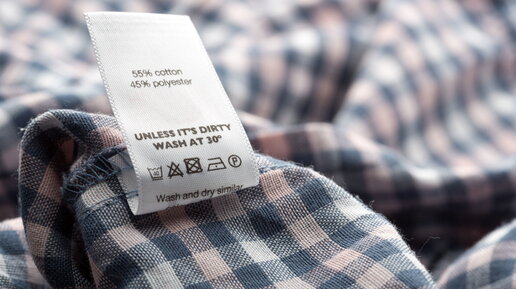 55% cotton
45% polyester
UNLESS IT'S DIRTY
WASH AT 30°
Wash and dry similar